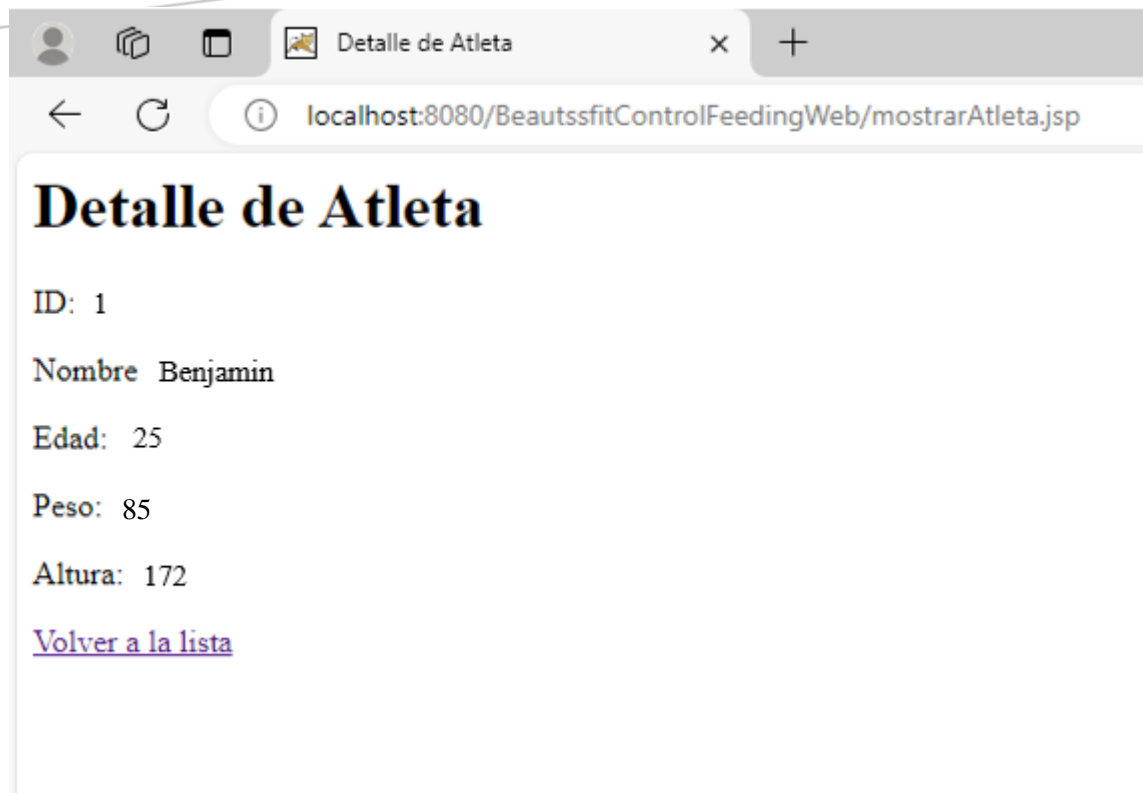 Detalle de Atleta
localhost:8080/BeautssfitControlFeedingWeb/mostrarAtleta.jsp
Detalle de Atleta
ID: 1
Nombre Benjamin
Edad: 25
Peso: 85
Altura: 172
Volver a la lista